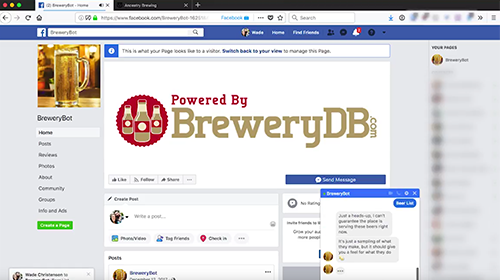 (2) BreweryBot
Airomeny Brewing
https://www.facebook.com/BreweryBot-1620
Facebook
BreweryBot
Wade
Home
Find Friends
This is what your Page looks like to a visitor. Switch back to your view to manage this Page.
YOUR PAGES
BreweryBot
Powered By
BreweryDB.com
BreweryBot
Home
Posts
Reviews
Photos
About
Community
Groups
Info and Ads
Create a Page
Like
Follow
Share
Send Message
Create Post
Write a post...
Photo/Video
Tag Friends
Check in
No Rating
Invite friends to
Grow your au
more people
BreweryBot
BreweryBot
Beer List
Just a heads-up, I can't
guarantee the place is
serving these beers right
now.
It's just a sampling of what
they make, but it should give
you a feel for what they do
Wade Christensen